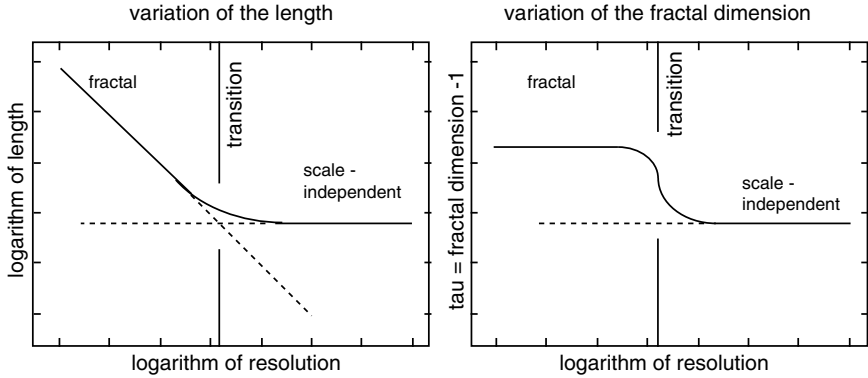 variation of the length
fractal
transition
scale -
independent
logarithm of length
logarithm of resolution
variation of the fractal dimension
fractal
transition
scale -
independent
tau = fractal dimension -1
logarithm of resolution